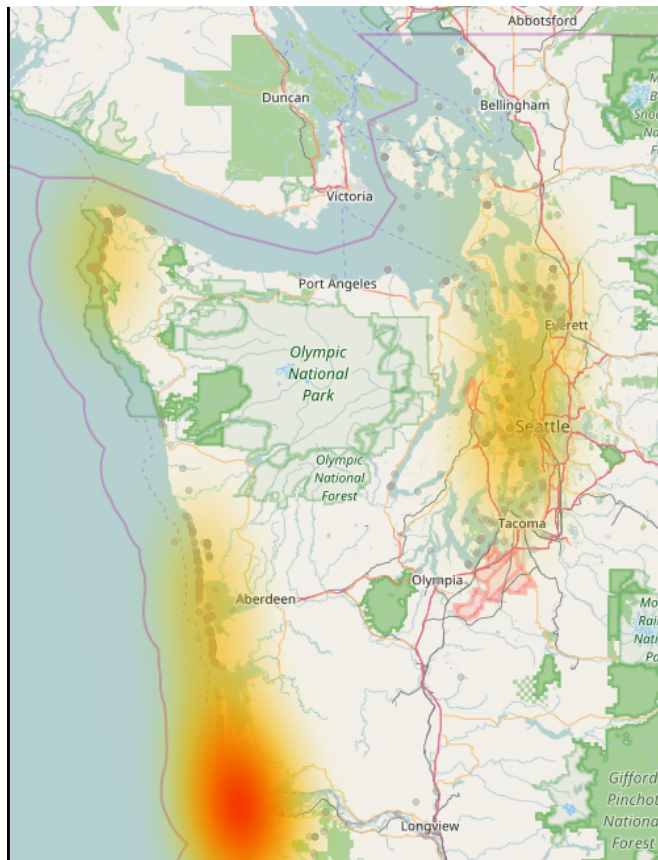 Abbotsford
Duncan
Bellingham
Victoria
Port Angeles
Everett
Olympic
National
Park
Seattle
Olympic
National
Forest
Tacoma
Olympia
Aberdeen
Gifford
Pinchot
National
Forest
Longview